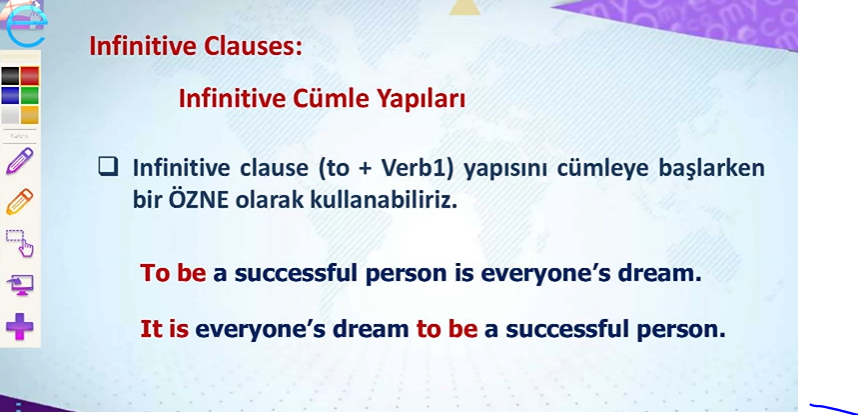 Infinitive Clauses:
Infinitive Cümle Yapıları
❑ Infinitive clause (to + Verb1) yapısını cümleye başlarken
bir ÖZNE olarak kullanabiliriz.
To be a successful person is everyone's dream.
It is everyone's dream to be a successful person.